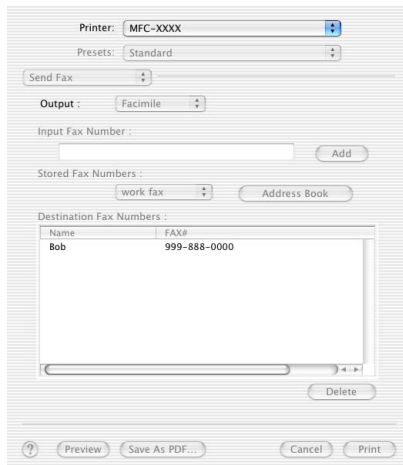 Printer: MFC-XXXX
Presets: Standard
Send Fax
Output : Facimile
Input Fax Number :
Add
Stored Fax Numbers :
work fax Address Book
Destination Fax Numbers :
Name FAX#
Bob 999-888-0000
Delete
? Preview Save As PDF... Cancel Print